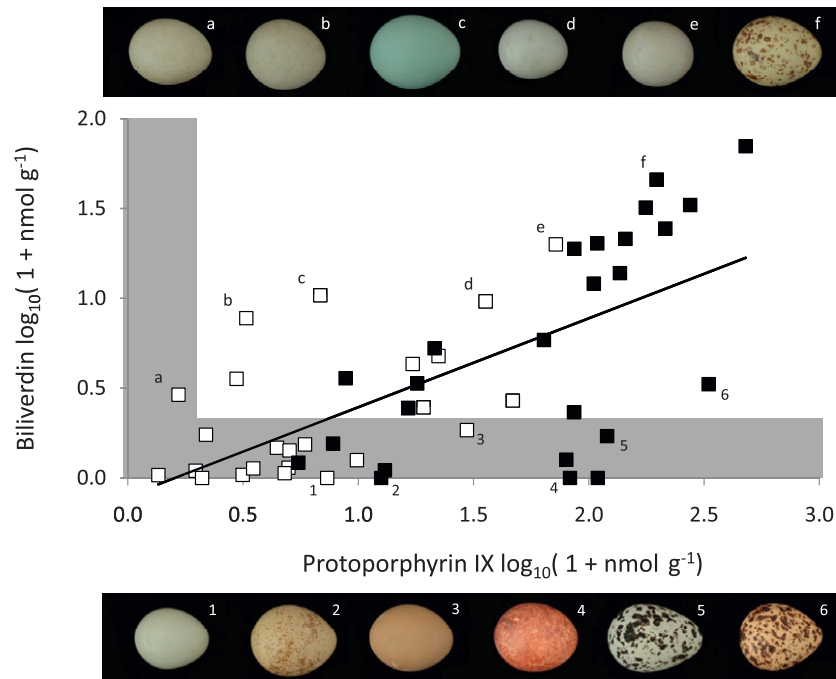 a b c d e f
2.0
1.5
1.0
0.5
0.0
Biliverdin log10( 1 + nmol g-1)
f
e
d
c
b
a
6
3
5
1 2 4
0.0 0.5 1.0 1.5 2.0 2.5 3.0
Protoporphyrin IX log10( 1 + nmol g-1)
1 2 3 4 5 6